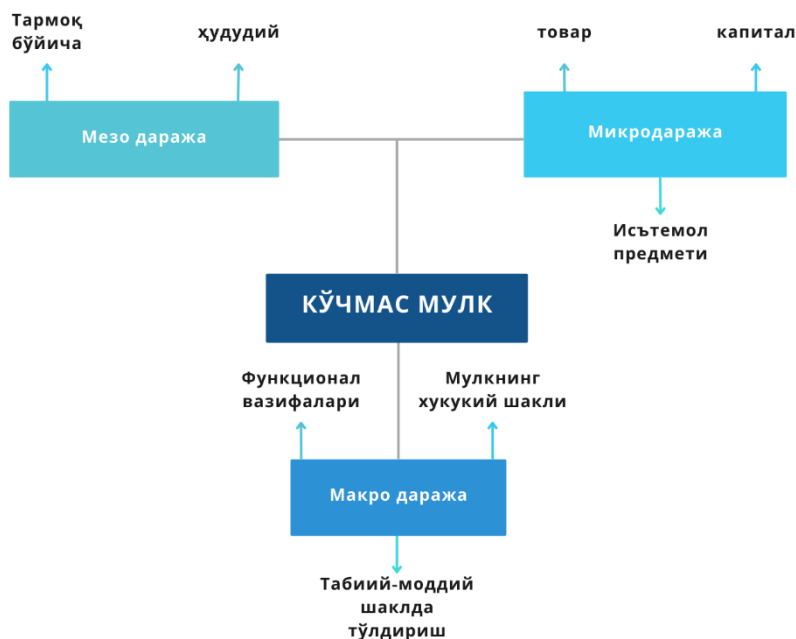 Тармоқ
бўйича
ҳудудий
товар
капитал
Мезо даража
Микродаража
Исътемол
предмети
КЎЧМАС МУЛК
Функционал
вазифалари
Мулкнинг
хукукий шакли
Макро даража
Табиий-моддий
шаклда
тўлдириш